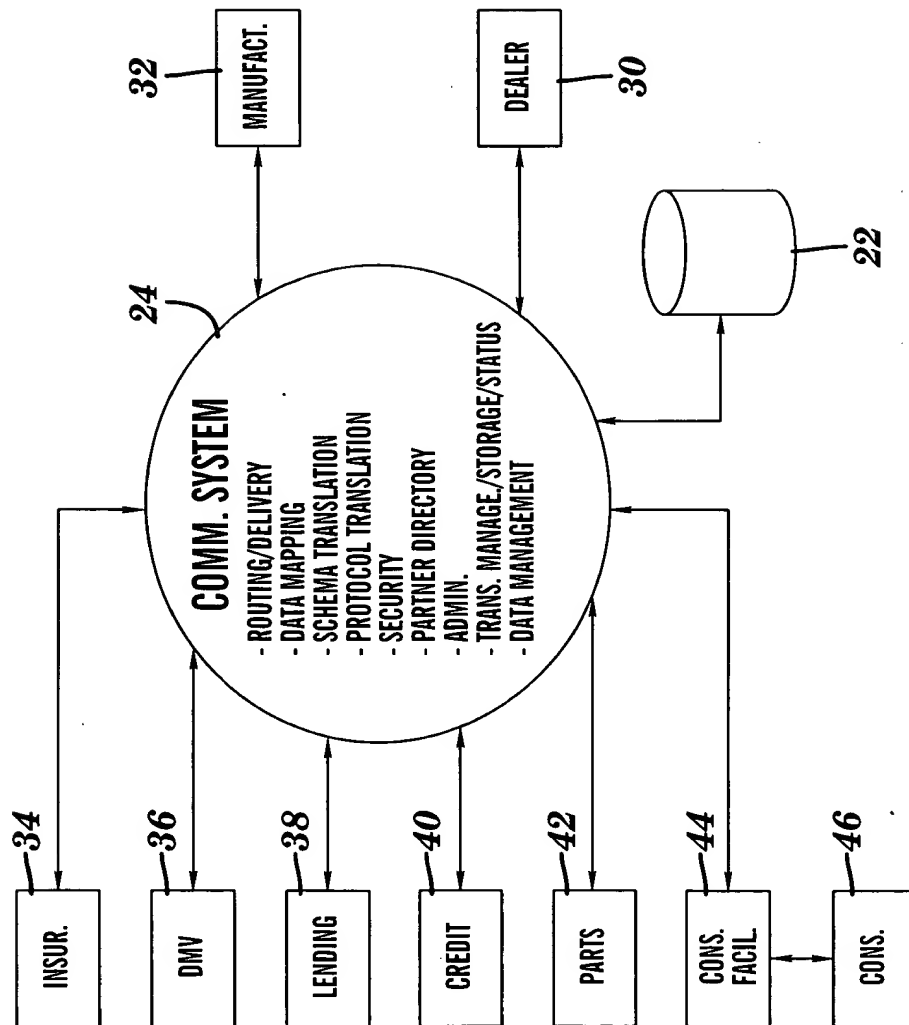 34
INSUR.
36
DMV
38
LENDING
40
CREDIT
42
PARTS
44
CONS.
FACIL.
46
CONS.
24
COMM. SYSTEM
- ROUTING/DELIVERY
- DATA MAPPING
- SCHEMA TRANSLATION
- PROTOCOL TRANSLATION
- SECURITY
- PARTNER DIRECTORY
- ADMIN.
- TRANS. MANAGE./STORAGE/STATUS
- DATA MANAGEMENT
32
MANUFACT.
DEALER
30
22